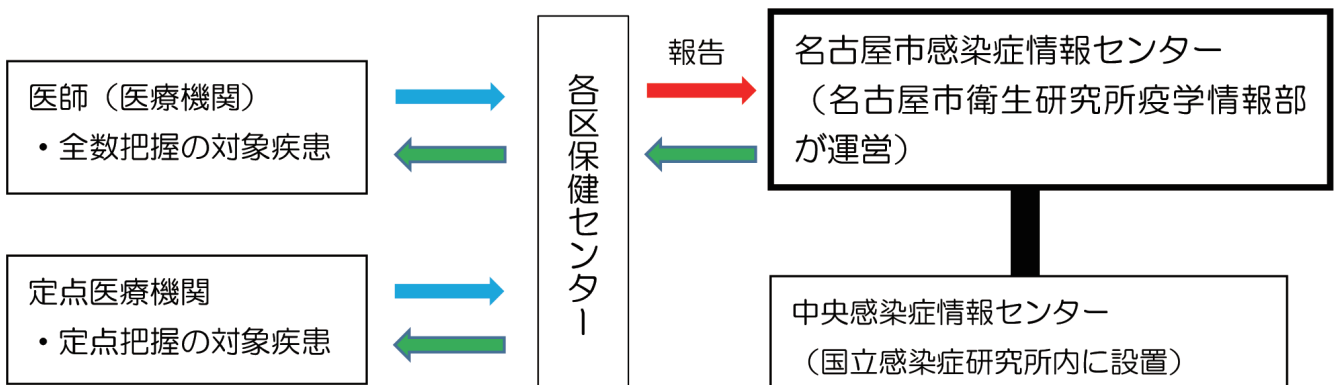 医師（医療機関）
・全数把握の対象疾患
定点医療機関
・定点把握の対象疾患
各区保健センター
報告
名古屋市感染症情報センター
（名古屋市衛生研究所疫学情報部
が運営）
中央感染症情報センター
（国立感染症研究所内に設置）